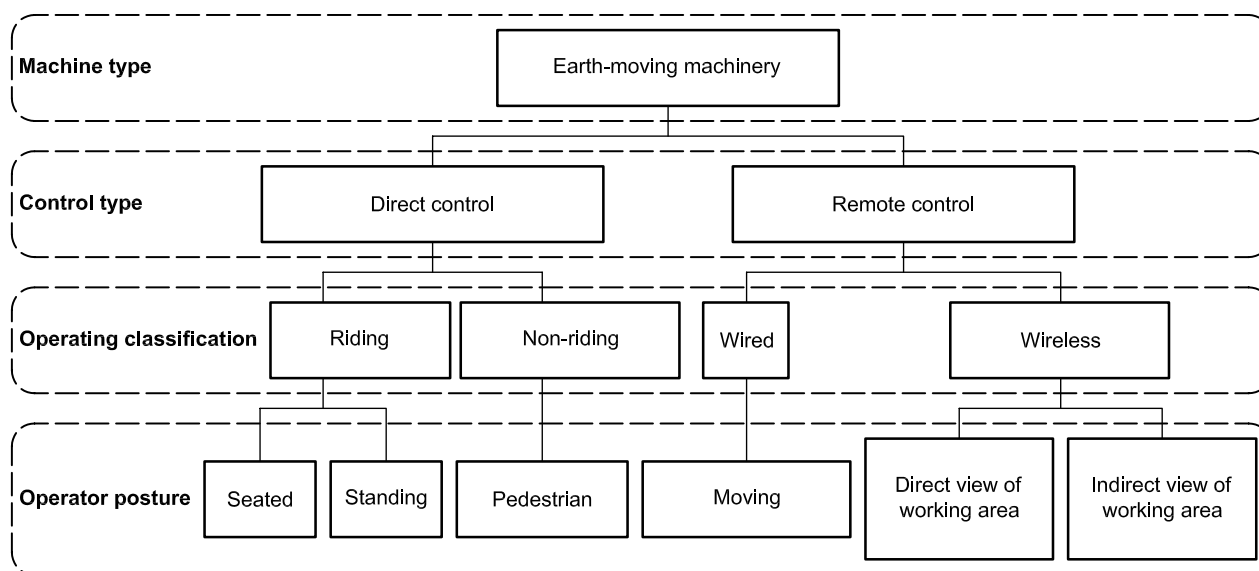 Machine type
Earth-moving machinery
Control type
Direct control
Remote control
Operating classification
Riding
Non-riding
Wired
Wireless
Operator posture
Seated
Standing
Pedestrian
Moving
Direct view of
working area
Indirect view of
working area